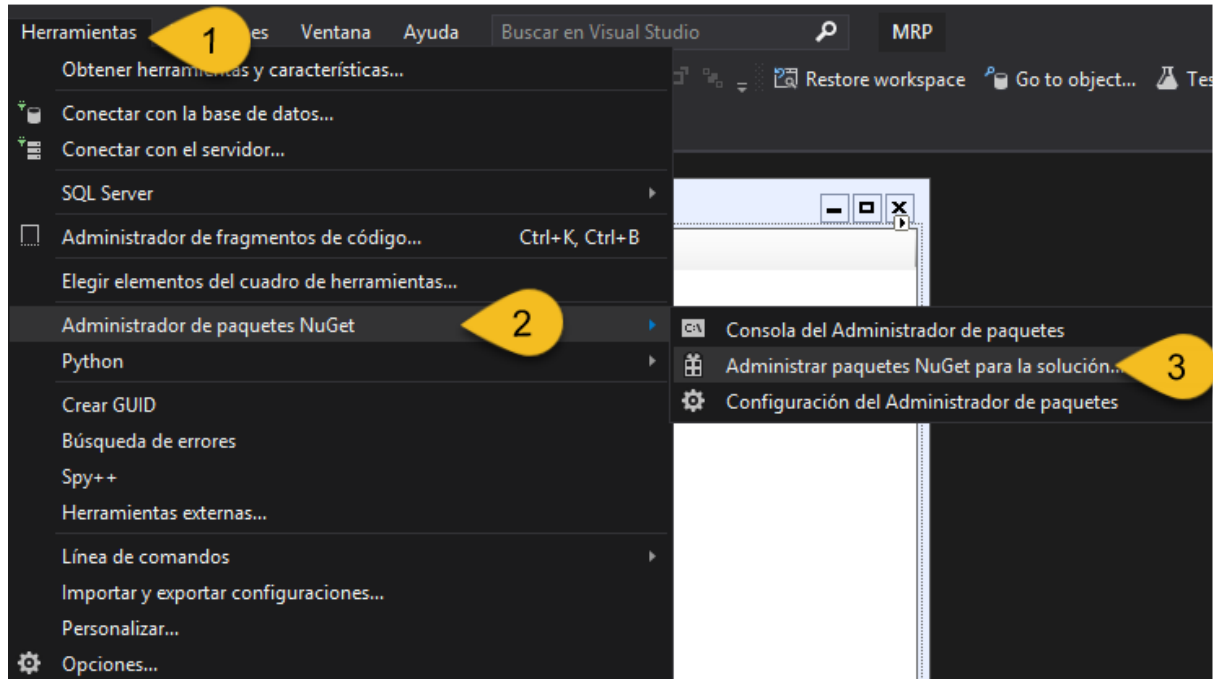 Herramientas 1 es Ventana Ayuda Buscar en Visual Studio MRP
Obtener herramientas y características...
Restore workspace Go to object...
Conectar con la base de datos...
Conectar con el servidor...
SQL Server
Administrador de fragmentos de código... Ctrl+K, Ctrl+B
Elegir elementos del cuadro de herramientas...
Administrador de paquetes NuGet 2
Python
Crear GUID
Búsqueda de errores
Spy++
Herramientas externas...
Línea de comandos
Importar y exportar configuraciones...
Personalizar...
Opciones...
Consola del Administrador de paquetes
Administrar paquetes NuGet para la solución... 3
Configuración del Administrador de paquetes